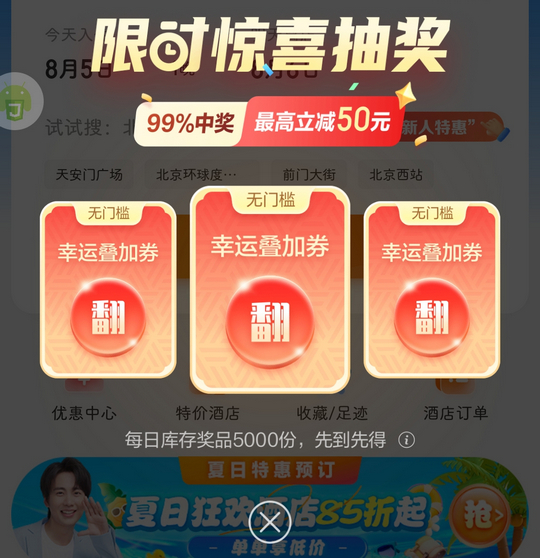 限时惊喜抽奖
今天入
8月5日
99%中奖 最高立减50元
试试搜：北
新人特惠”
天安门广场 北京环球度… 前门大街 北京西站
无门槛 无门槛 无门槛
幸运叠加券 幸运叠加券 幸运叠加券
翻 翻 翻
优惠中心 特价酒店 收藏/足迹 酒店订单
每日库存奖品5000份，先到先得
夏日特惠预订
夏日狂欢酒店85折起
抢>
单单享低价